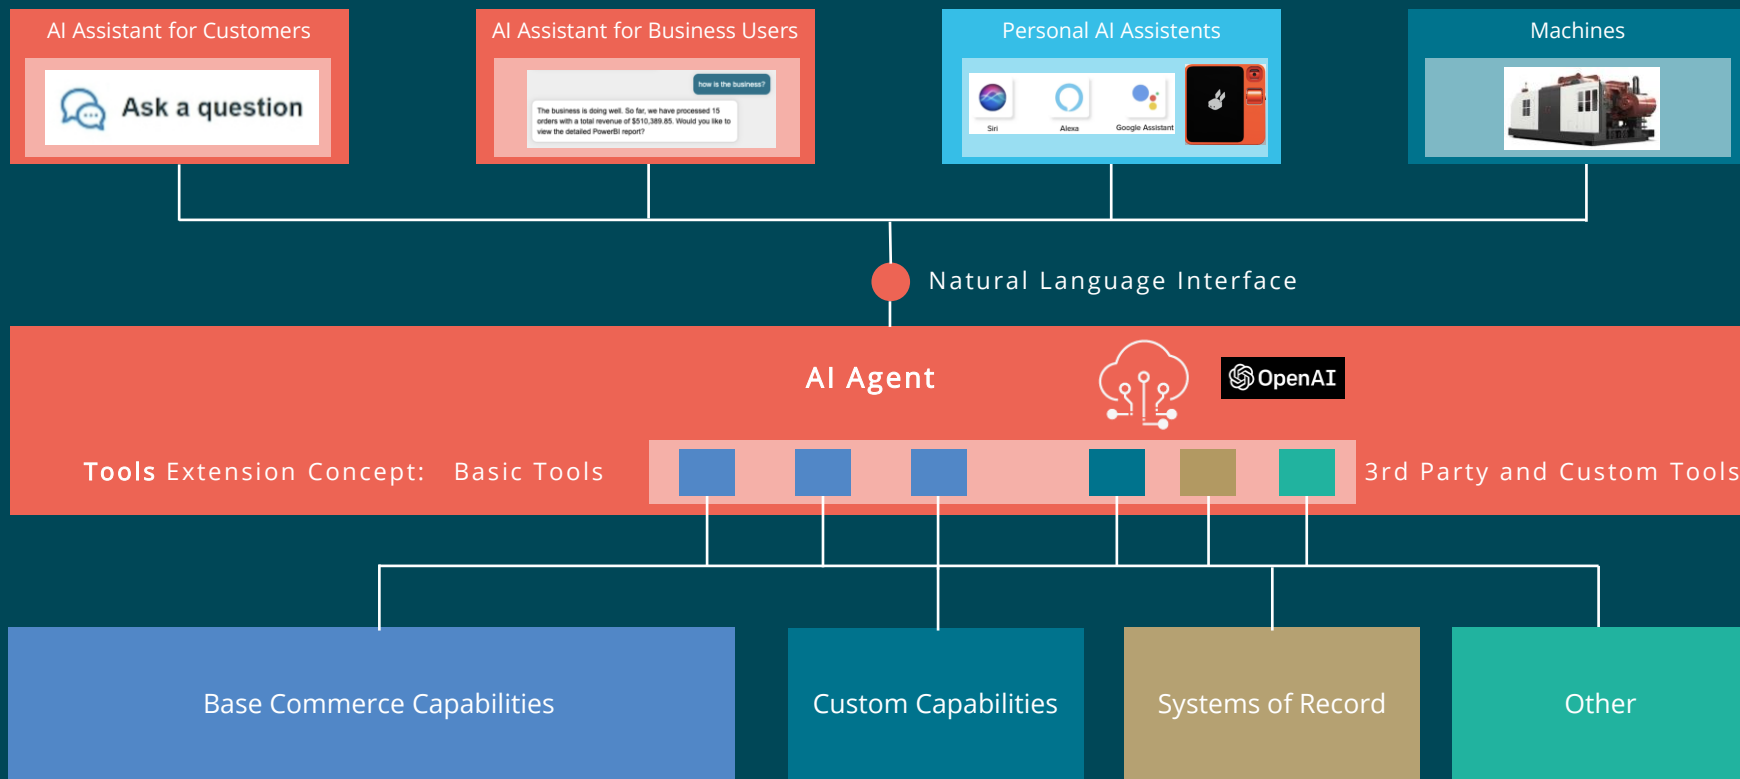 AI Assistant for Customers
Ask a question
AI Assistant for Business Users
how is the business?
The business is doing well. So far, we have processed 15
orders with a total revenue of $510,389.85. Would you like to
view the detailed PowerBI report?
Personal AI Assistents
Siri
Alexa
Google Assistant
Machines
Natural Language Interface
AI Agent
OpenAI
Tools Extension Concept: Basic Tools
3rd Party and Custom Tools
Base Commerce Capabilities
Custom Capabilities
Systems of Record
Other